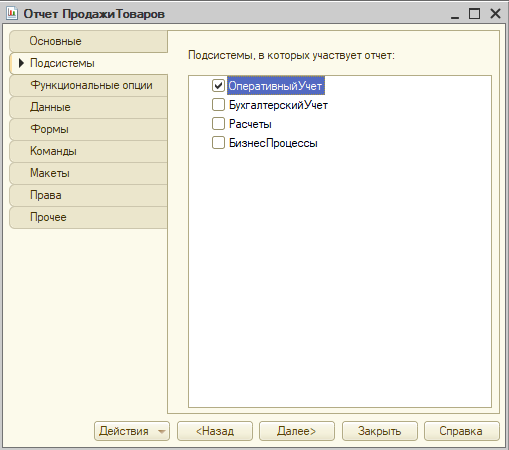 Отчет ПродажиТоваров
Основные
Подсистемы
Функциональные опции
Данные
Формы
Команды
Макеты
Права
Прочее
Подсистемы, в которых участвует отчет:
ОперативныйУчет
БухгалтерскийУчет
Расчеты
БизнесПроцессы
Действия <Назад Далее> Закрыть Справка